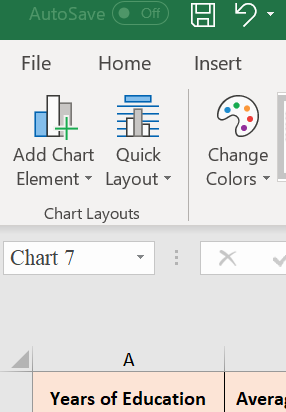 AutoSave Off
File Home Insert
Add Chart Quick Change
Element Layout Colors
Chart Layouts
Chart 7
A
Years of Education